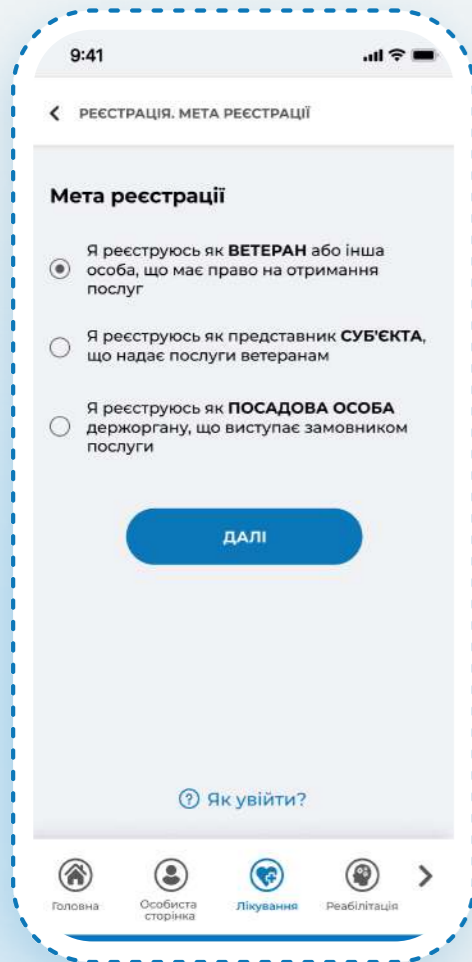 9:41
РЕЄСТРАЦІЯ. МЕТА РЕЄСТРАЦІЇ
Мета реєстрації
Я реєструюсь як ВЕТЕРАН або інша
особа, що має право на отримання
послуг
Я реєструюсь як представник СУБ'ЄКТА,
що надає послуги ветеранам
Я реєструюсь як ПОСАДОВА ОСОБА
держоргану, що виступає замовником
послуги
ДАЛІ
Як увійти?
Головна
Особиста
сторінка
Лікування
Реабілітація